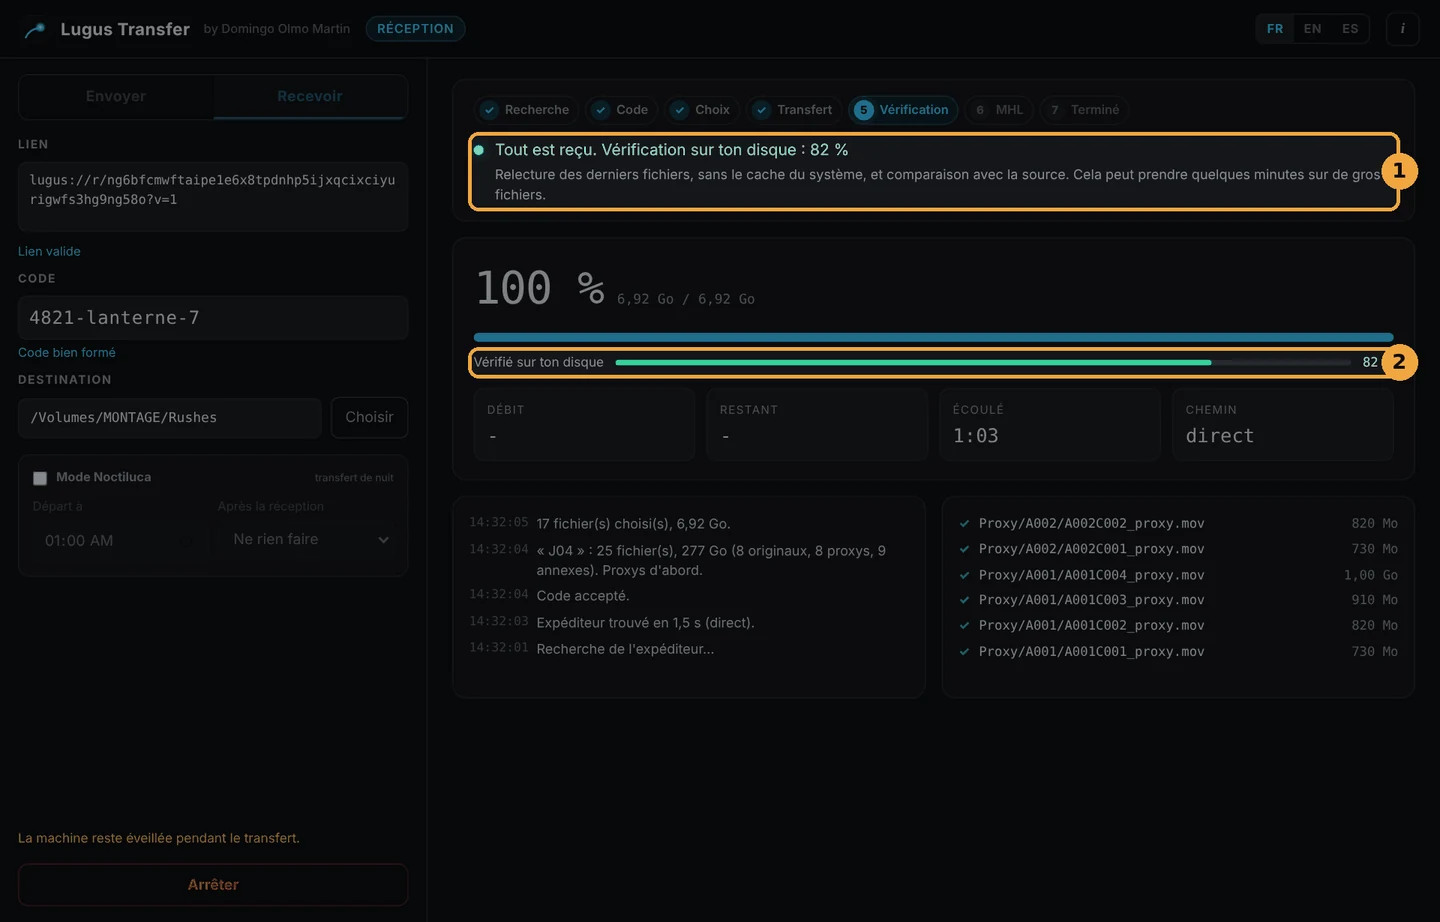 Lugus Transfer by Domingo Olmo Martin RÉCEPTION
FR EN ES i
Envoyer Recevoir
LIEN
lugus://r/ng6bfcmwftaipe1e6x8tpdnhp5ijxqcixciyu
rigwfs3hg9ng58o?v=1
Lien valide
CODE
4821-lanterne-7
Code bien formé
DESTINATION
/Volumes/MONTAGE/Rushes Choisir
Mode Noctiluca transfert de nuit
Départ à Après la réception
01:00 AM Ne rien faire
La machine reste éveillée pendant le transfert.
Arrêter
Recherche Code Choix Transfert 5 Vérification 6 MHL 7 Terminé
Tout est reçu. Vérification sur ton disque : 82 %
Relecture des derniers fichiers, sans le cache du système, et comparaison avec la source. Cela peut prendre quelques minutes sur de gros
fichiers.
1
100 % 6,92 Go / 6,92 Go
Vérifié sur ton disque 82
2
DÉBIT
-
RESTANT
-
ÉCOULÉ
1:03
CHEMIN
direct
14:32:05 17 fichier(s) choisi(s), 6,92 Go.
14:32:04 « J04 » : 25 fichier(s), 277 Go (8 originaux, 8 proxys, 9
annexes). Proxys d'abord.
14:32:04 Code accepté.
14:32:03 Expéditeur trouvé en 1,5 s (direct).
14:32:01 Recherche de l'expéditeur...
Proxy/A002/A002C002_proxy.mov 820 Mo
Proxy/A002/A002C001_proxy.mov 730 Mo
Proxy/A001/A001C004_proxy.mov 1,00 Go
Proxy/A001/A001C003_proxy.mov 910 Mo
Proxy/A001/A001C002_proxy.mov 820 Mo
Proxy/A001/A001C001_proxy.mov 730 Mo